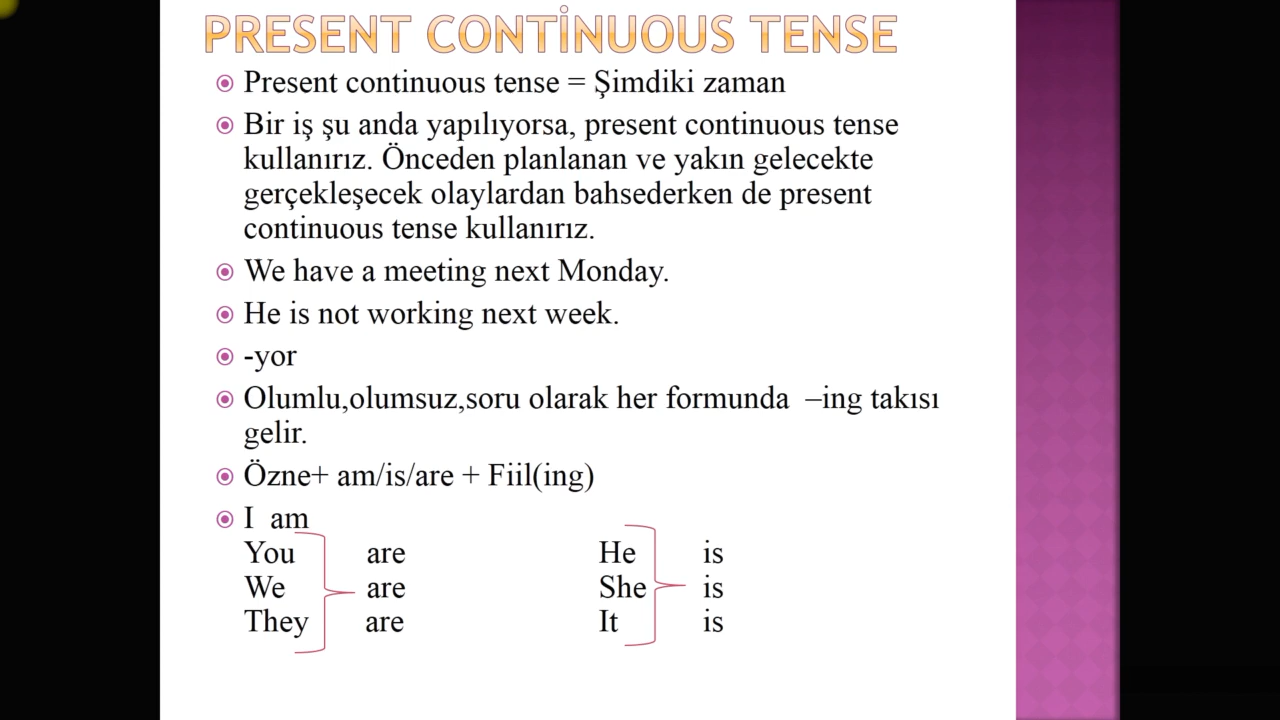 PRESENT CONTİNUOUS TENSE
Present continuous tense = Şimdiki zaman
Bir iş şu anda yapılıyorsa, present continuous tense
kullanırız. Önceden planlanan ve yakın gelecekte
gerçekleşecek olaylardan bahsederken de present
continuous tense kullanırız.
We have a meeting next Monday.
He is not working next week.
-yor
Olumlu,olumsuz,soru olarak her formunda –ing takısı
gelir.
Özne+ am/is/are + Fiil(ing)
I am
You are He is
We are She is
They are It is